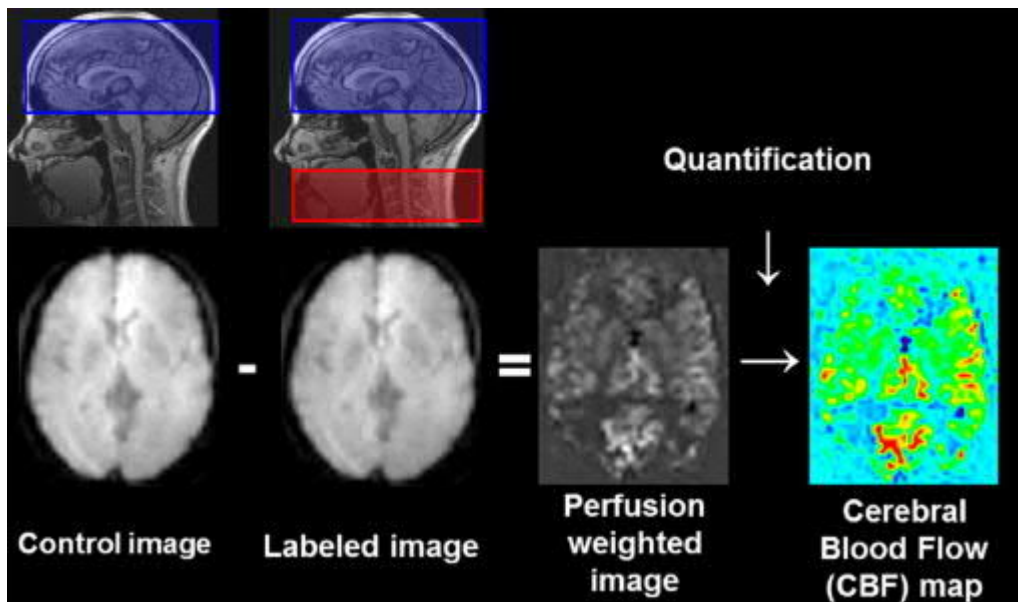 Quantification
-
=
Control image
Labeled image
Perfusion
weighted
image
Cerebral
Blood Flow
(CBF) map